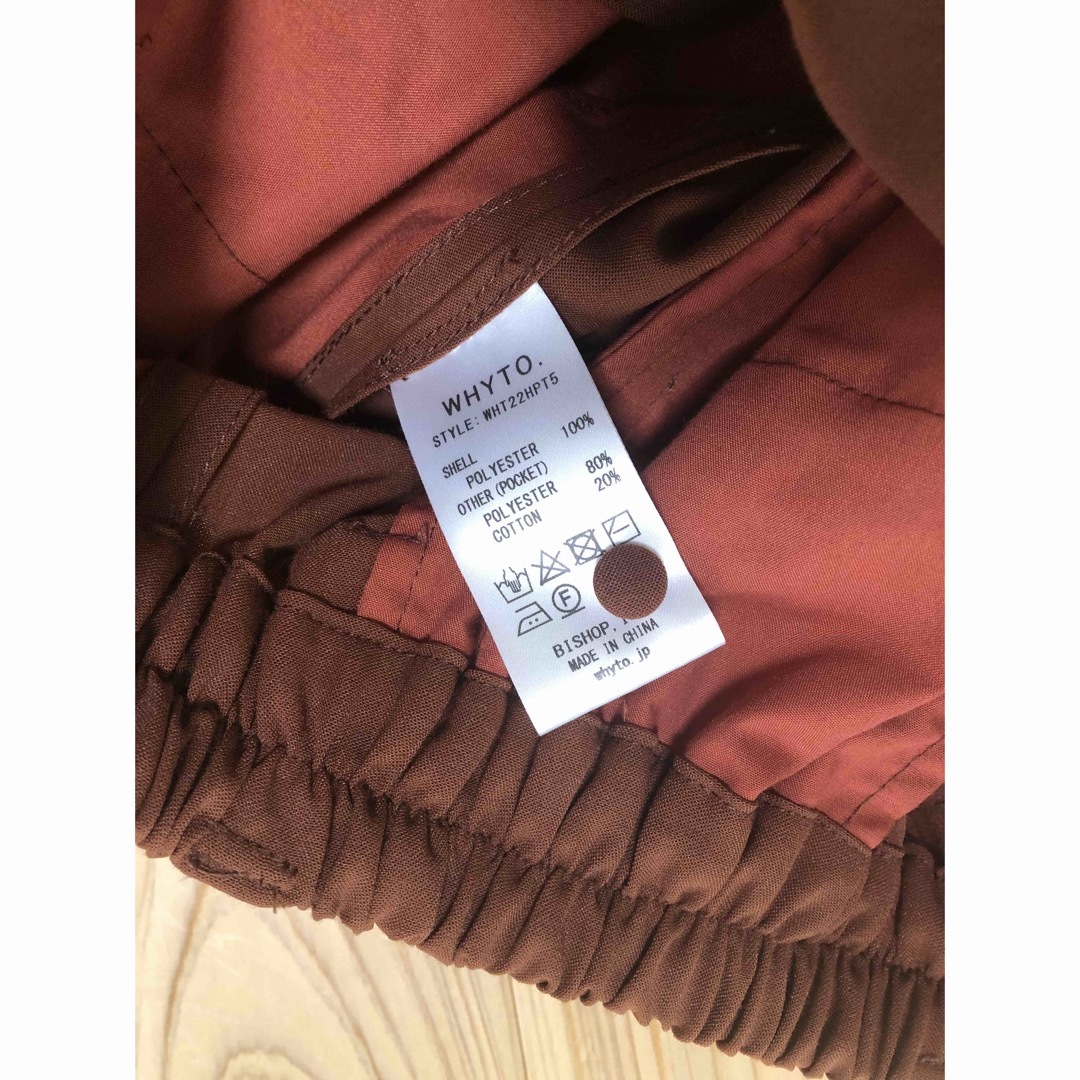 WHYTO.
STYLE: WHT22HPT5
SHELL
POLYESTER 100%
OTHER (POCKET)
POLYESTER 80%
COTTON 20%
F
BISHOP,
MADE IN CHINA
whyto.jp